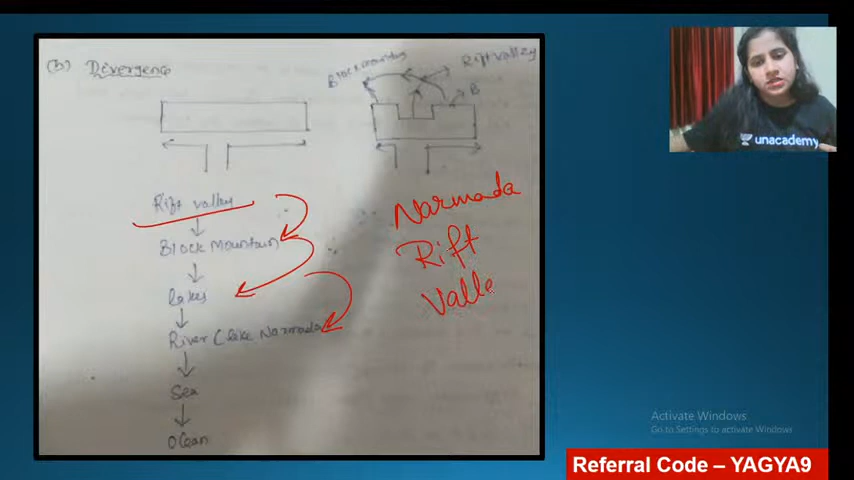 (b) Divergence
Block mountain
Rift valley
B
Rift valley
Block Mountain
lakes
River (like Narmada
Sea
Ocean
Narmada
Rift
Valle
unacademy
Activate Windows
Go to Settings to activate Windows
Referral Code – YAGYA9